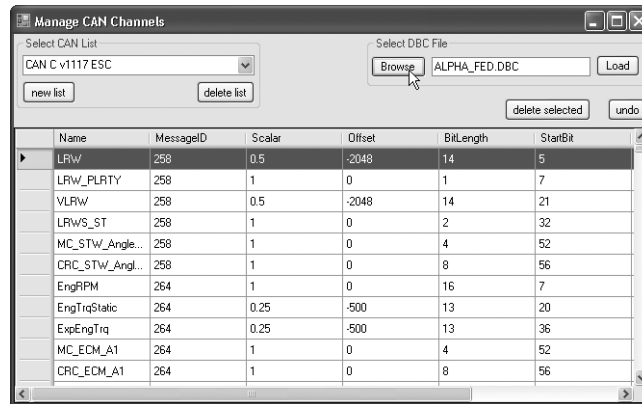 Manage CAN Channels
Select CAN List
Select DBC File
CAN C v1117 ESC
Browse ALPHA_FED.DBC Load
new list delete list
delete selected undo
Name MessageID Scalar Offset BitLength StartBit
LRW 258 0.5 -2048 14 5
LRW_PLRTY 258 1 0 1 7
VLRW 258 0.5 -2048 14 21
LRWS_ST 258 1 0 2 32
MC_STW_Angle... 258 1 0 4 52
CRC_STW_Angl... 258 1 0 8 56
EngRPM 264 1 0 16 7
EngTrqStatic 264 0.25 -500 13 20
ExpEngTrq 264 0.25 -500 13 36
MC_ECM_A1 264 1 0 4 52
CRC_ECM_A1 264 1 0 8 56